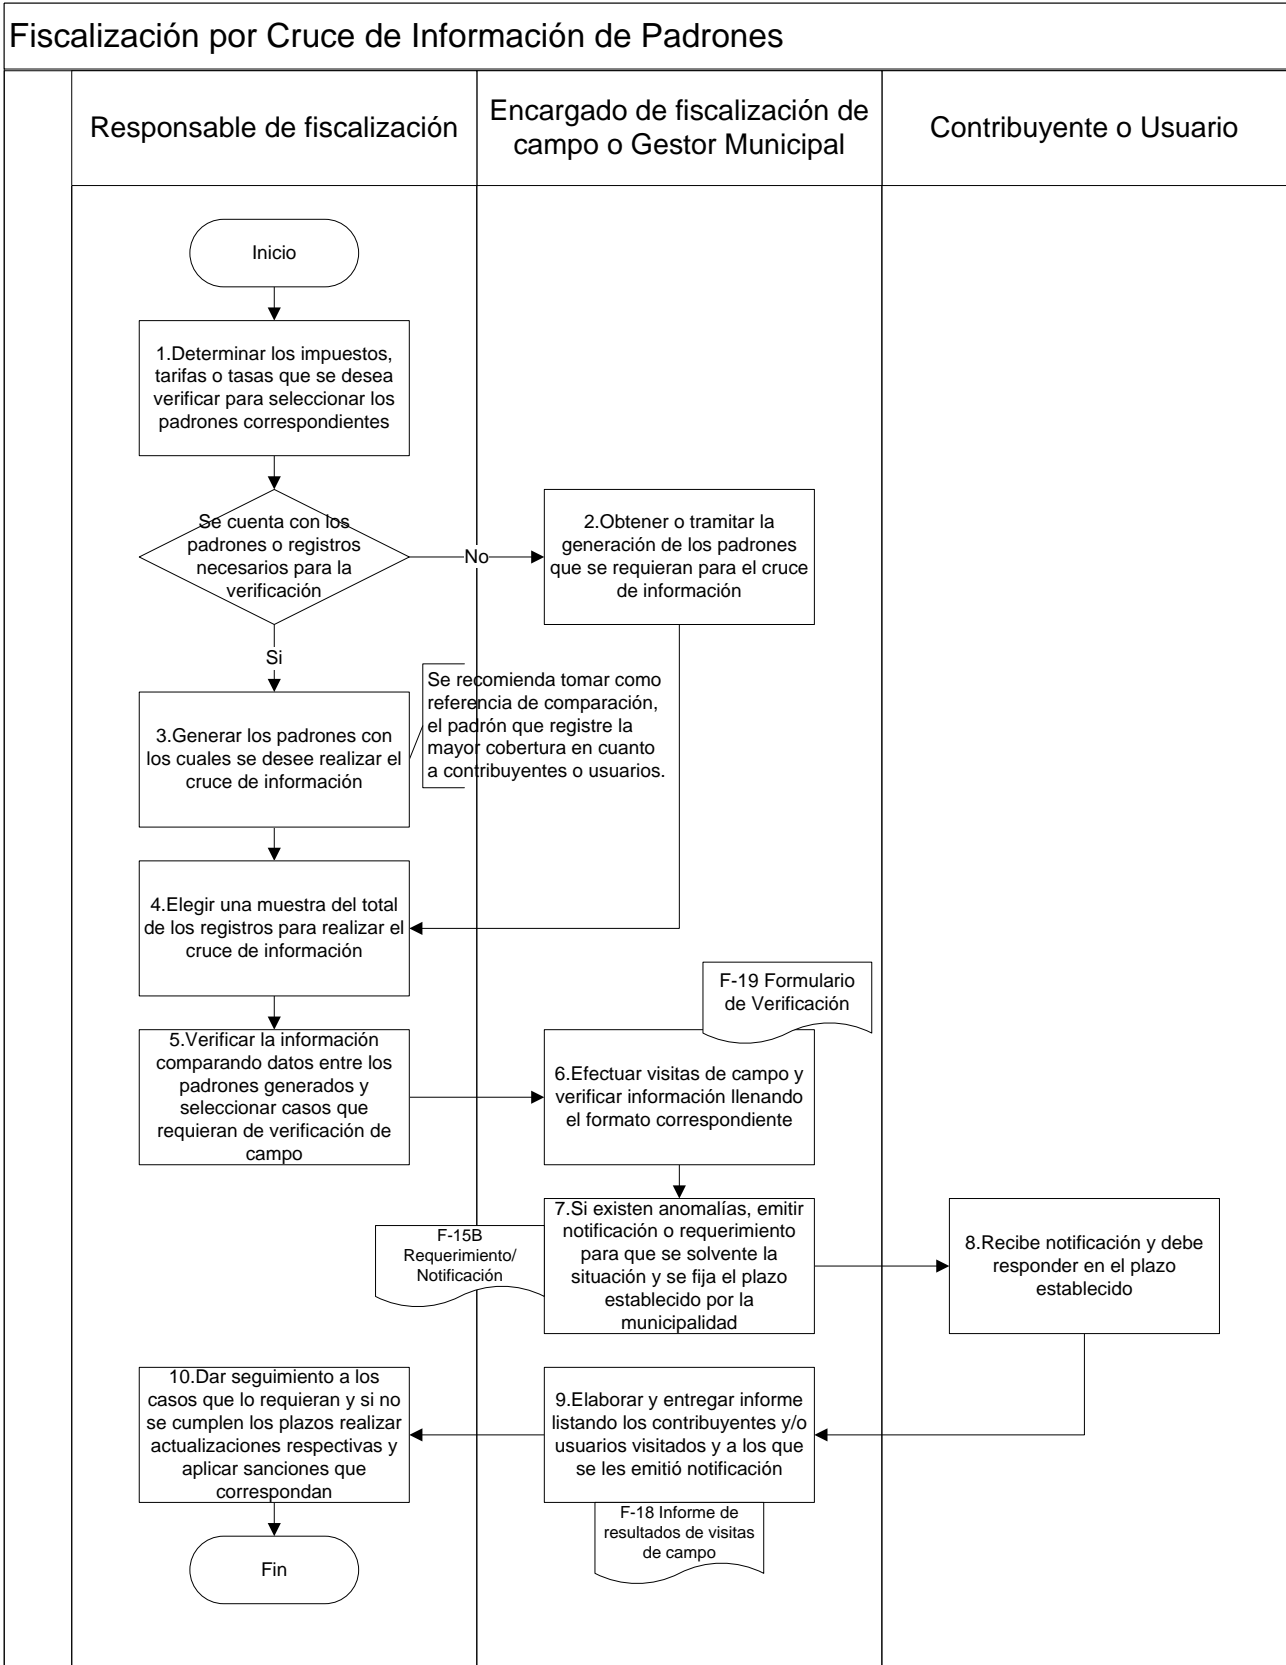 Fiscalización por Cruce de Información de Padrones
Responsable de fiscalización
Encargado de fiscalización de
campo o Gestor Municipal
Contribuyente o Usuario
Inicio
1.Determinar los impuestos,
tarifas o tasas que se desea
verificar para seleccionar los
padrones correspondientes
Se cuenta con los
padrones o registros
necesarios para la
verificación
No
2.Obtener o tramitar la
generación de los padrones
que se requieran para el cruce
de información
Si
Se recomienda tomar como
referencia de comparación,
el padrón que registre la
mayor cobertura en cuanto
a contribuyentes o usuarios.
3.Generar los padrones con
los cuales se desee realizar el
cruce de información
4.Elegir una muestra del total
de los registros para realizar el
cruce de información
F-19 Formulario
de Verificación
5.Verificar la información
comparando datos entre los
padrones generados y
seleccionar casos que
requieran de verificación de
campo
6.Efectuar visitas de campo y
verificar información llenando
el formato correspondiente
F-15B
Requerimiento/
Notificación
7.Si existen anomalías, emitir
notificación o requerimiento
para que se solvente la
situación y se fija el plazo
establecido por la
municipalidad
8.Recibe notificación y debe
responder en el plazo
establecido
10.Dar seguimiento a los
casos que lo requieran y si no
se cumplen los plazos realizar
actualizaciones respectivas y
aplicar sanciones que
correspondan
9.Elaborar y entregar informe
listando los contribuyentes y/o
usuarios visitados y a los que
se les emitió notificación
F-18 Informe de
resultados de visitas
de campo
Fin